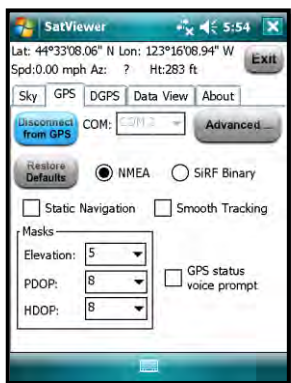 SatViewer 5:54
Lat: 44°33'08.06" N Lon: 123°16'08.94" W
Spd:0.00 mph Az: ? Ht:283 ft
Exit
Sky GPS DGPS Data View About
Disconnect from GPS COM: COM 2 Advanced ...
Restore Defaults NMEA SiRF Binary
Static Navigation Smooth Tracking
Masks
Elevation: 5
PDOP: 8
HDOP: 8
GPS status
voice prompt